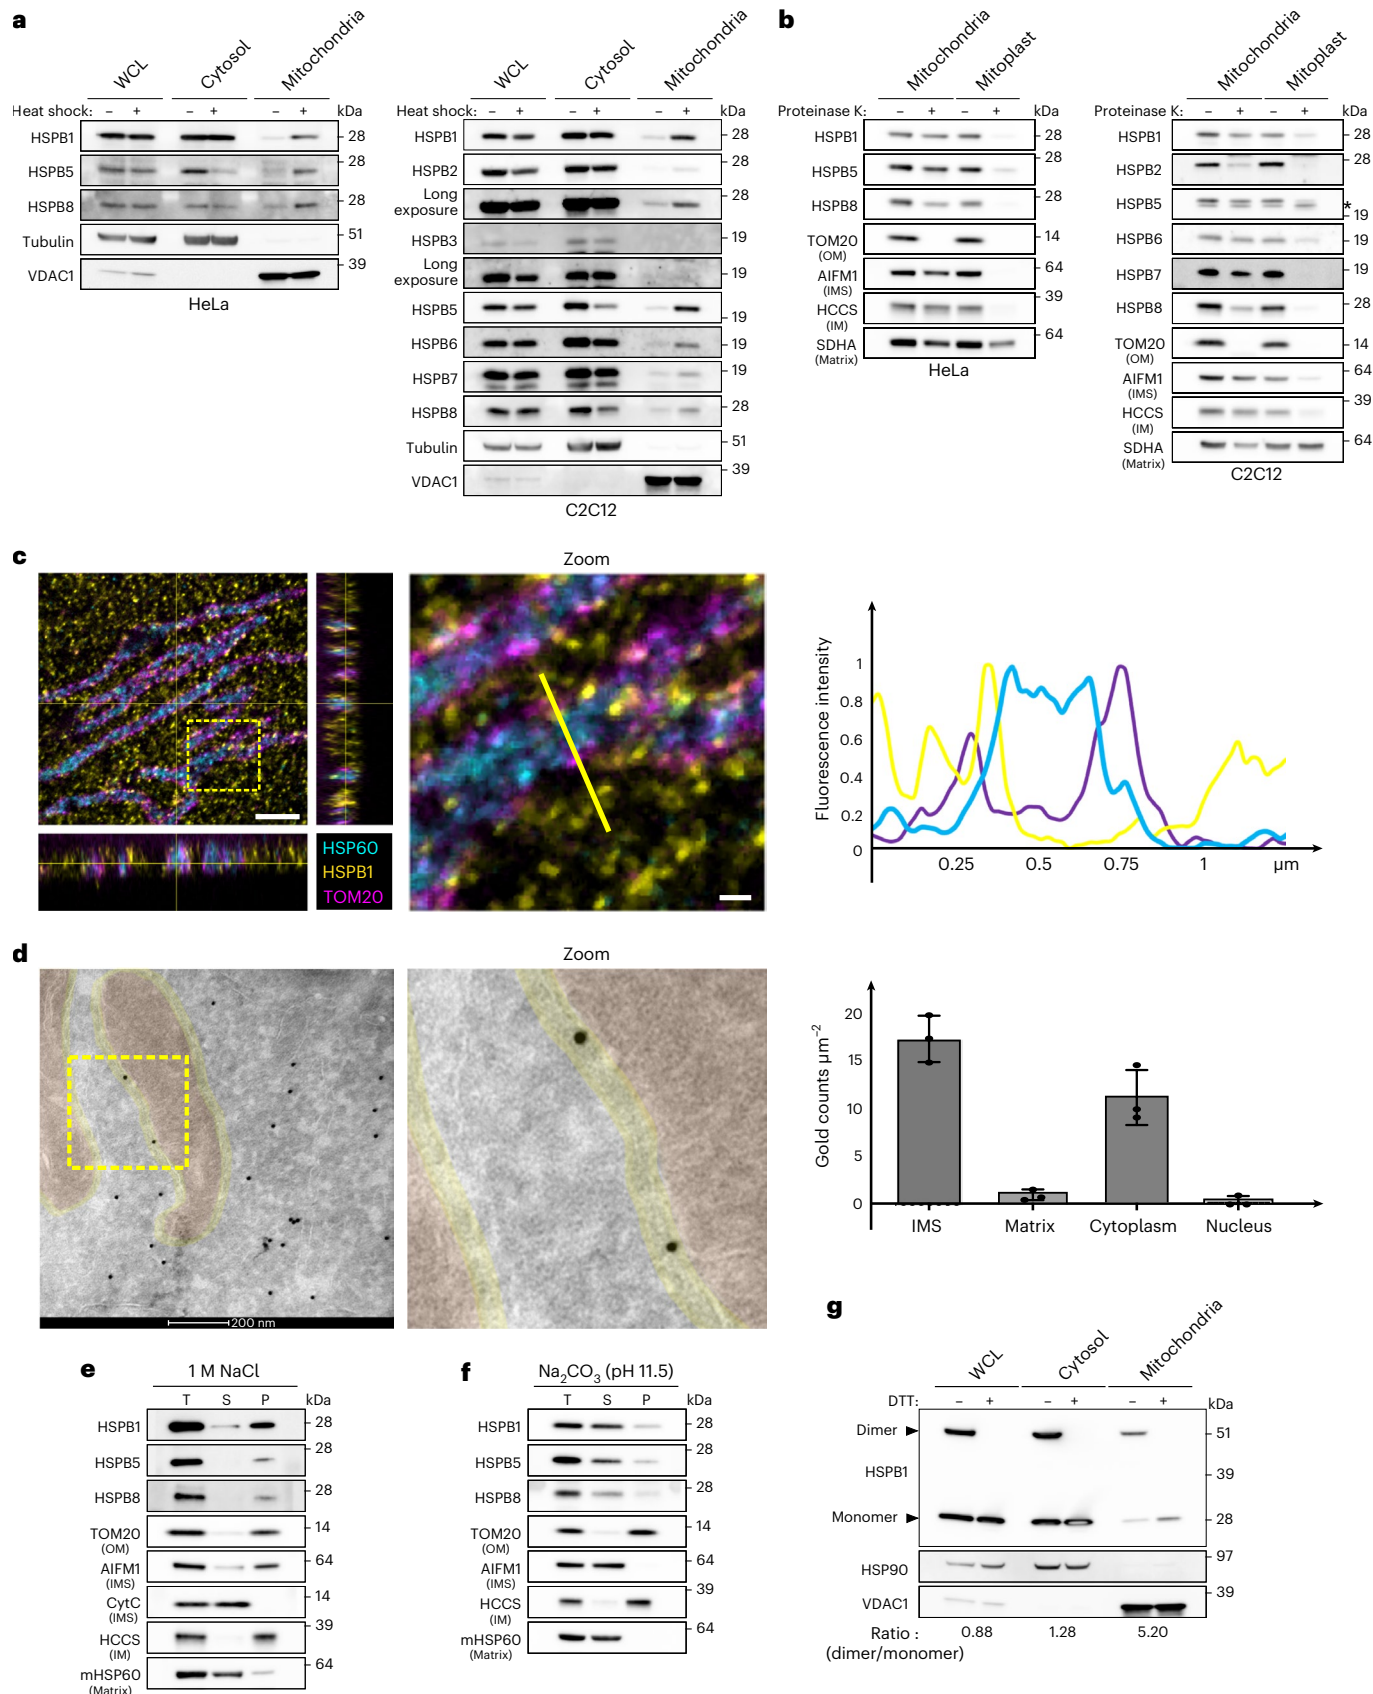 a
WCL
Cytosol
Mitochondria
Heat shock: – + – + – + kDa
HSPB1 28
HSPB5 28
HSPB8 28
Tubulin 51
VDAC1 39
HeLa
WCL
Cytosol
Mitochondria
Heat shock: – + – + – + kDa
HSPB1 28
HSPB2 28
Long
exposure 28
HSPB3 19
Long
exposure 19
HSPB5 19
HSPB6 19
HSPB7 19
HSPB8 28
Tubulin 51
VDAC1 39
C2C12
b
Mitochondria
Mitoplast
Proteinase K: – + – + kDa
HSPB1 28
HSPB5 28
HSPB8 28
TOM20 14
(OM)
AIFM1 64
(IMS)
HCCS 39
(IM)
SDHA 64
(Matrix)
HeLa
Mitochondria
Mitoplast
Proteinase K: – + – + kDa
HSPB1 28
HSPB2 28
HSPB5 *
19
HSPB6 19
HSPB7 19
HSPB8 28
TOM20 14
(OM)
AIFM1 64
(IMS)
HCCS 39
(IM)
SDHA 64
(Matrix)
C2C12
c
Zoom
HSP60
HSPB1
TOM20
Fluorescence intensity
1
0.8
0.6
0.4
0.2
0
0.25 0.5 0.75 1 µm
d
Zoom
200 nm
Gold counts µm⁻²
20
15
10
5
0
IMS Matrix Cytoplasm Nucleus
e
1 M NaCl
T S P kDa
HSPB1 28
HSPB5 28
HSPB8 28
TOM20 14
(OM)
AIFM1 64
(IMS)
CytC 14
(IMS)
HCCS 39
(IM)
mHSP60 64
(Matrix)
f
Na₂CO₃ (pH 11.5)
T S P kDa
HSPB1 28
HSPB5 28
HSPB8 28
TOM20 14
(OM)
AIFM1 64
(IMS)
HCCS 39
(IM)
mHSP60 64
(Matrix)
g
WCL
Cytosol
Mitochondria
DTT: – + – + – + kDa
Dimer 51
HSPB1 39
Monomer 28
HSP90 97
VDAC1 39
Ratio : 0.88 1.28 5.20
(dimer/monomer)